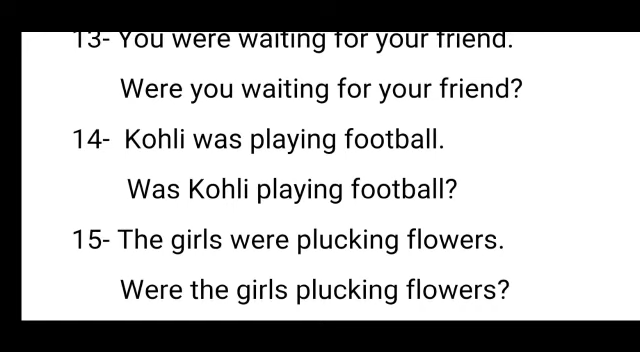 13- You were waiting for your friend.
Were you waiting for your friend?
14- Kohli was playing football.
Was Kohli playing football?
15- The girls were plucking flowers.
Were the girls plucking flowers?